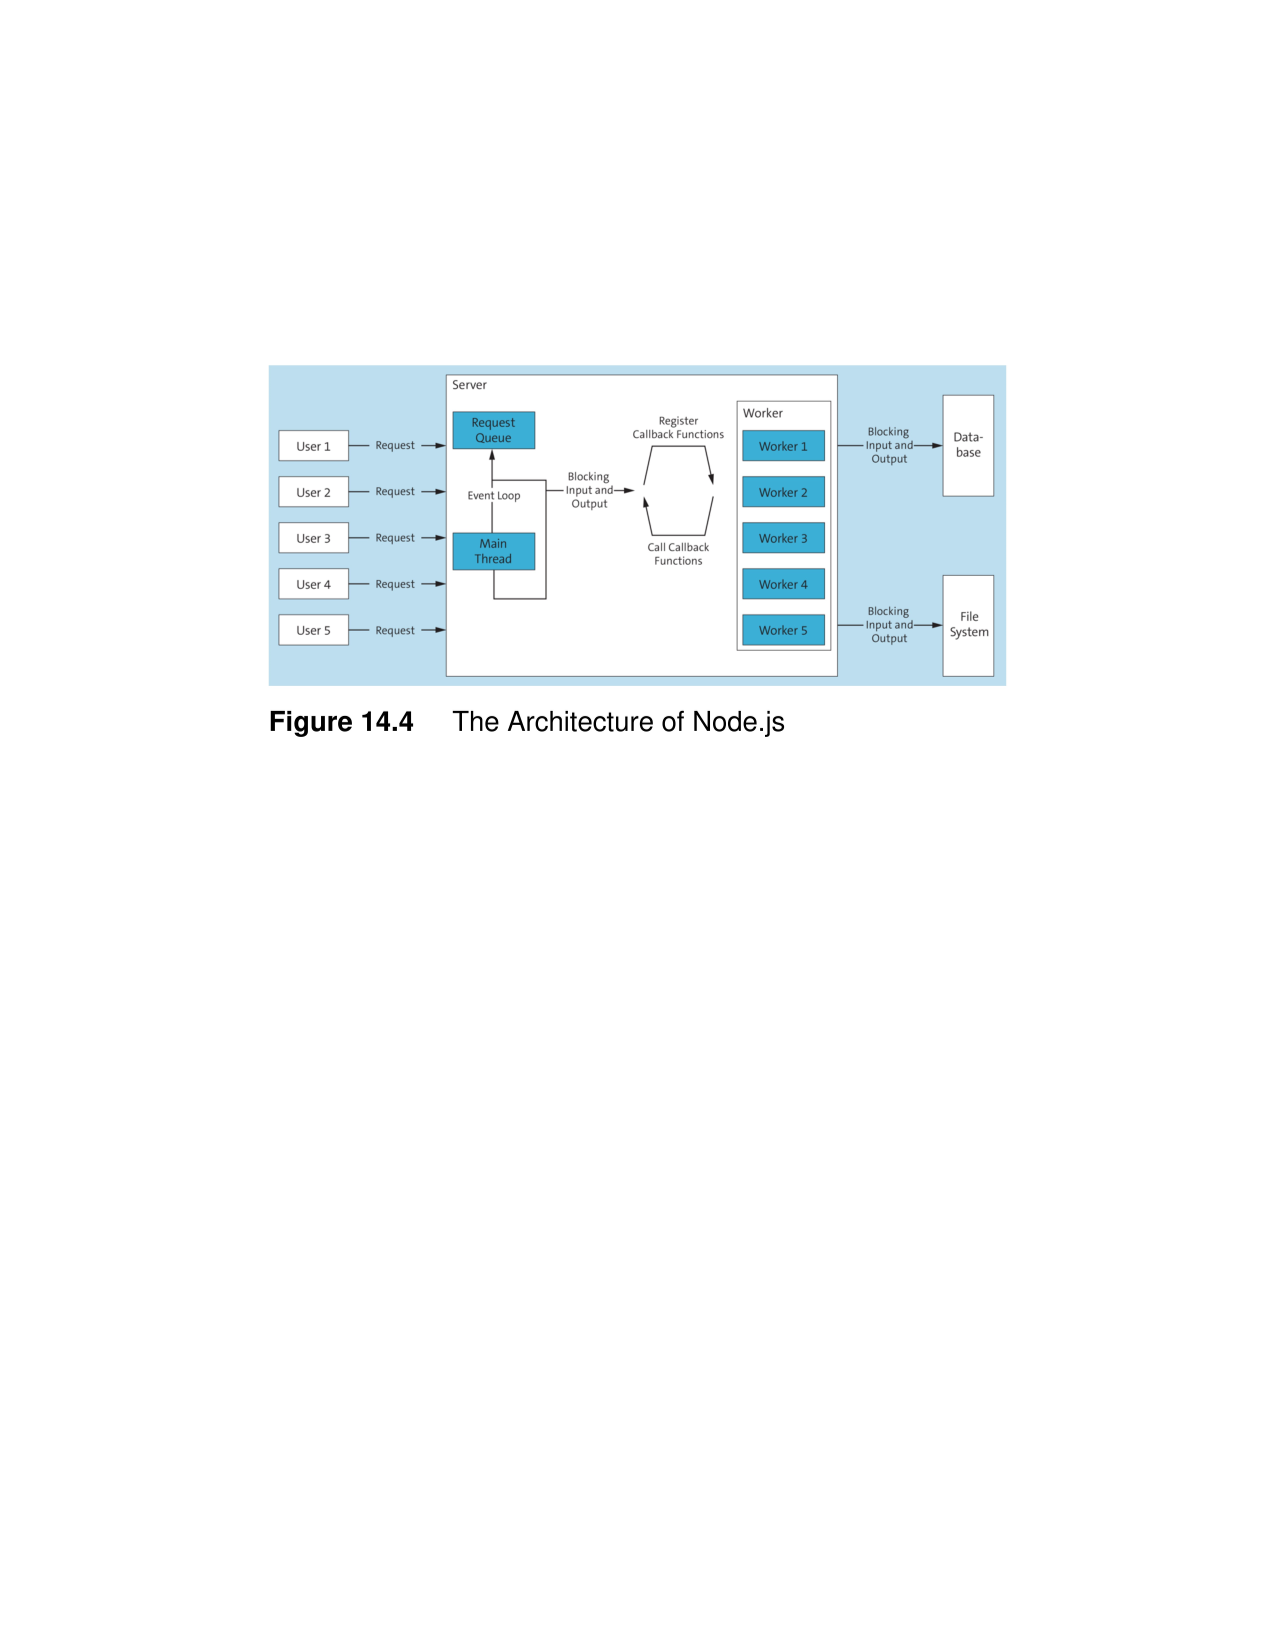 Server
Request
Queue
Event Loop
Main
Thread
User 1
Request
User 2
Request
User 3
Request
User 4
Request
User 5
Request
Blocking
Input and
Output
Register
Callback Functions
Call Callback
Functions
Worker
Worker 1
Worker 2
Worker 3
Worker 4
Worker 5
Blocking
Input and
Output
Data-
base
Blocking
Input and
Output
File
System
Figure 14.4 The Architecture of Node.js